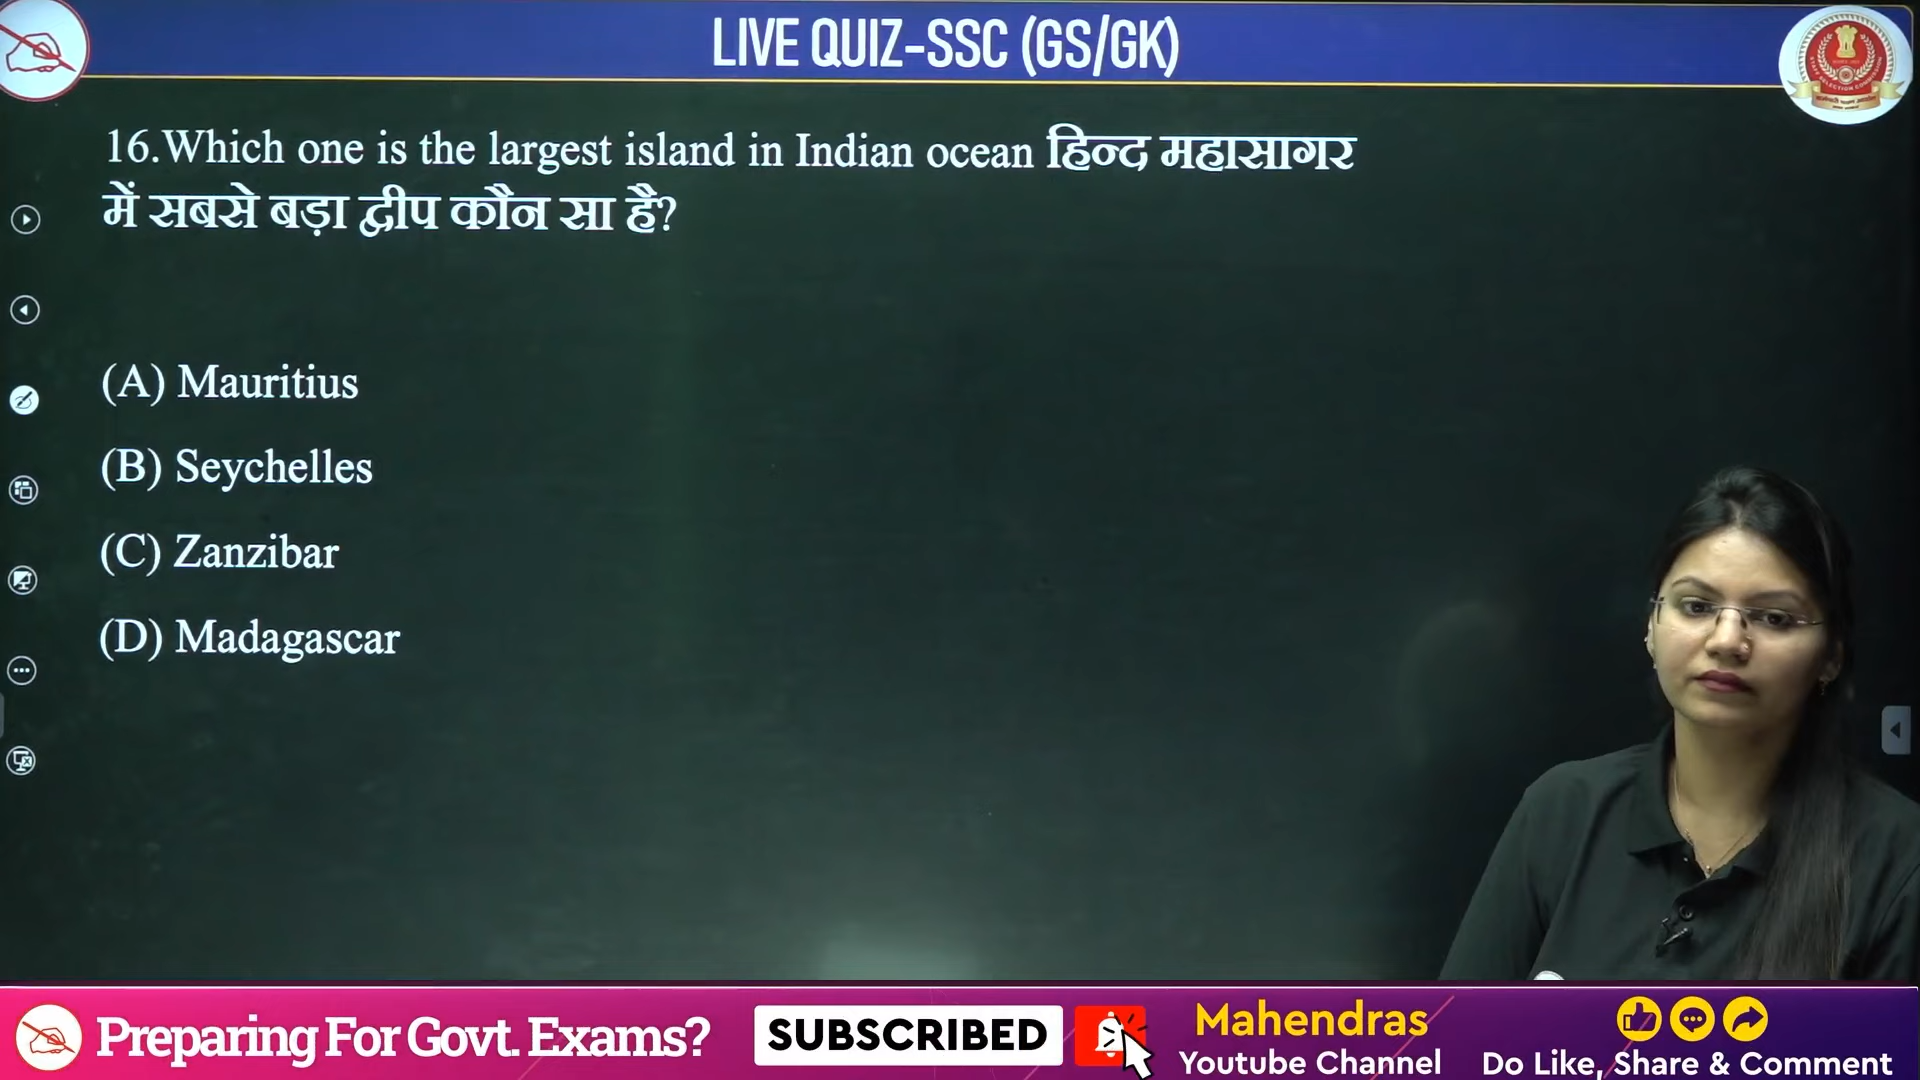 LIVE QUIZ-SSC (GS/GK)
16.Which one is the largest island in Indian ocean हिन्द महासागर
में सबसे बड़ा द्वीप कौन सा है?
(A) Mauritius
(B) Seychelles
(C) Zanzibar
(D) Madagascar
Preparing For Govt. Exams?
SUBSCRIBED
Mahendras
Youtube Channel
Do Like, Share & Comment